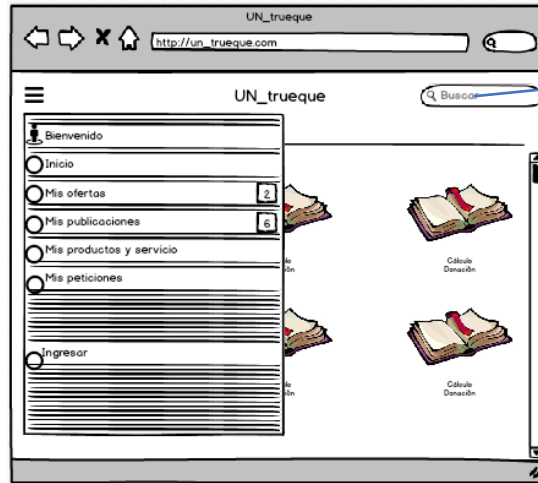 UN_trueque
http://un_trueque.com
UN_trueque
Buscar
Bienvenido
Inicio
Mis ofertas 2
Mis publicaciones 6
Mis productos y servicio
Mis peticiones
Ingresar
Cálculo
Donación
Cálculo
Donación